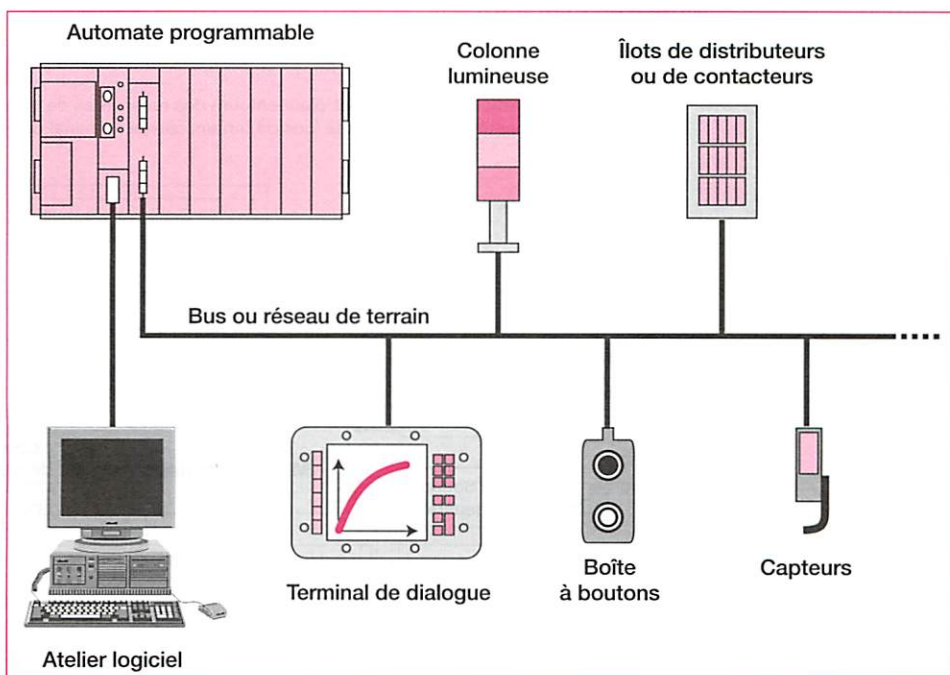 Automate programmable
Colonne
lumineuse
Îlots de distributeurs
ou de contacteurs
Bus ou réseau de terrain
Terminal de dialogue
Boîte
à boutons
Capteurs
Atelier logiciel